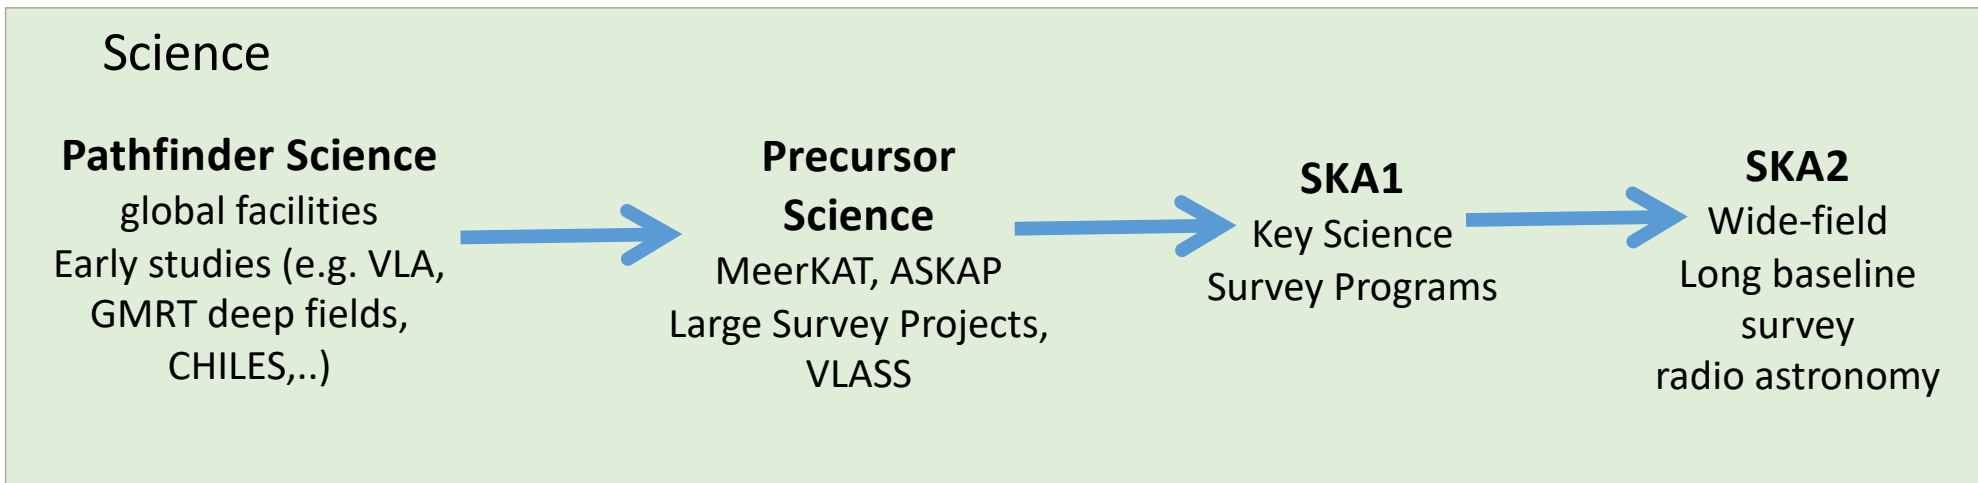 Science
Pathfinder Science
global facilities
Early studies (e.g. VLA,
GMRT deep fields,
CHILES,..)
Precursor
Science
MeerKAT, ASKAP
Large Survey Projects,
VLASS
SKA1
Key Science
Survey Programs
SKA2
Wide-field
Long baseline
survey
radio astronomy